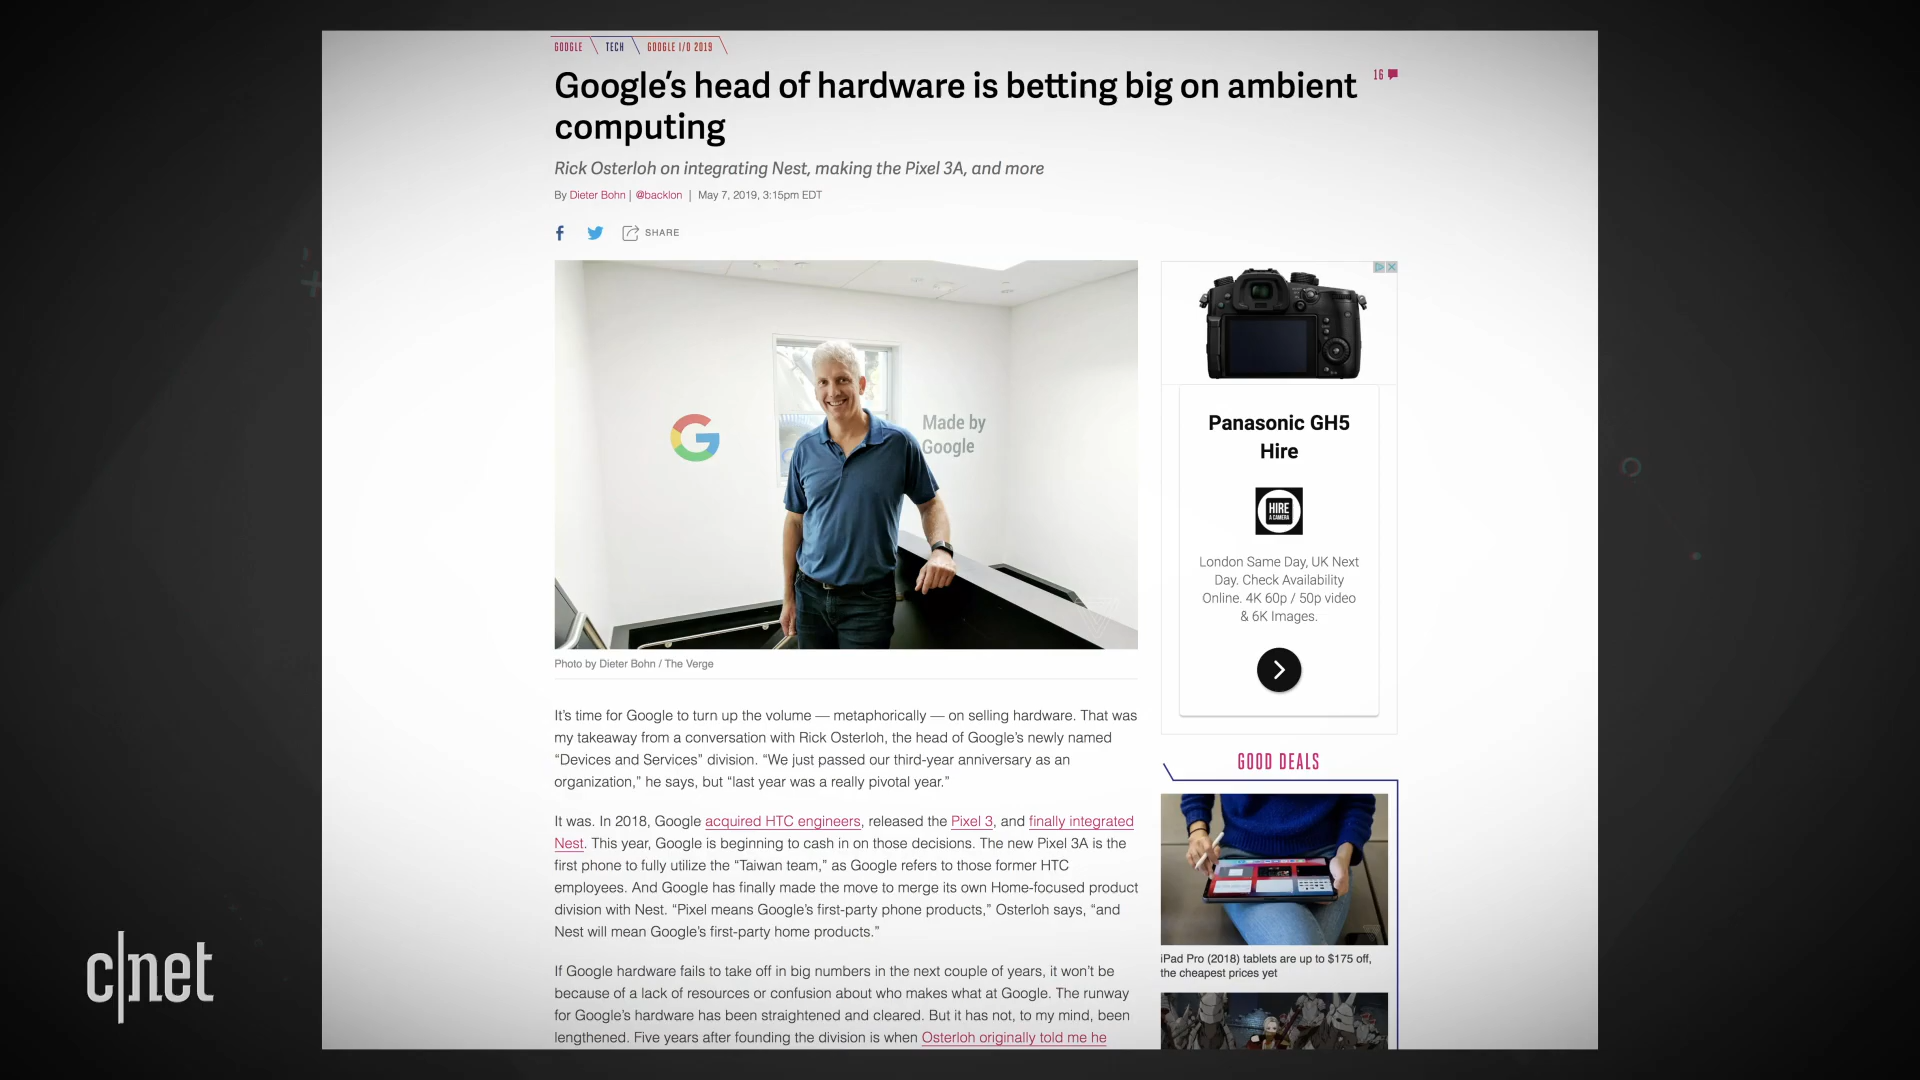 GOOGLE TECH GOOGLE I/O 2019
Google's head of hardware is betting big on ambient
computing
16
Rick Osterloh on integrating Nest, making the Pixel 3A, and more
By Dieter Bohn | @backlon | May 7, 2019, 3:15pm EDT
SHARE
Made by
Google
Photo by Dieter Bohn / The Verge
It's time for Google to turn up the volume — metaphorically — on selling hardware. That was
my takeaway from a conversation with Rick Osterloh, the head of Google's newly named
“Devices and Services” division. “We just passed our third-year anniversary as an
organization,” he says, but “last year was a really pivotal year.”
It was. In 2018, Google acquired HTC engineers, released the Pixel 3, and finally integrated
Nest. This year, Google is beginning to cash in on those decisions. The new Pixel 3A is the
first phone to fully utilize the “Taiwan team,” as Google refers to those former HTC
employees. And Google has finally made the move to merge its own Home-focused product
division with Nest. “Pixel means Google's first-party phone products,” Osterloh says, “and
Nest will mean Google's first-party home products.”
If Google hardware fails to take off in big numbers in the next couple of years, it won't be
because of a lack of resources or confusion about who makes what at Google. The runway
for Google's hardware has been straightened and cleared. But it has not, to my mind, been
lengthened. Five years after founding the division is when Osterloh originally told me he
Panasonic GH5
Hire
HIRE
A CAMERA
London Same Day, UK Next
Day. Check Availability
Online. 4K 60p / 50p video
& 6K Images.
GOOD DEALS
iPad Pro (2018) tablets are up to $175 off,
the cheapest prices yet
c|net